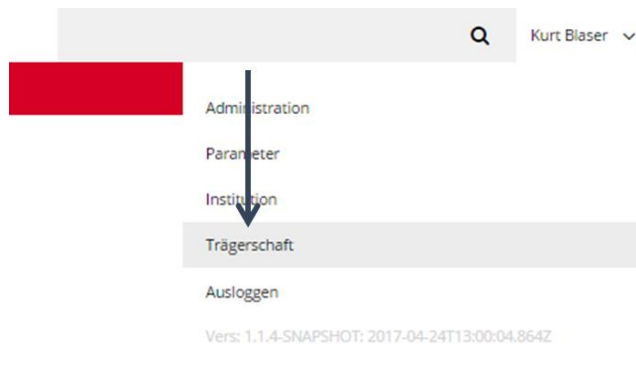 Kurt Blaser
Administration
Parameter
Institution
Trägerschaft
Ausloggen
Vers: 1.1.4-SNAPSHOT: 2017-04-24T13:00:04.864Z